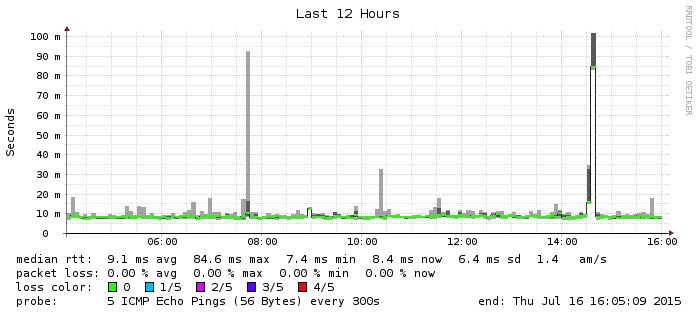 Last 12 Hours
RRDTOOL / TOBI OETIKER
Seconds
100 m
90 m
80 m
70 m
60 m
50 m
40 m
30 m
20 m
10 m
0
06:00 08:00 10:00 12:00 14:00 16:00
median rtt: 9.1 ms avg 84.6 ms max 7.4 ms min 8.4 ms now 6.4 ms sd 1.4 am/s
packet loss: 0.00 % avg 0.00 % max 0.00 % min 0.00 % now
loss color: 0 1/5 2/5 3/5 4/5
probe: 5 ICMP Echo Pings (56 Bytes) every 300s end: Thu Jul 16 16:05:09 2015